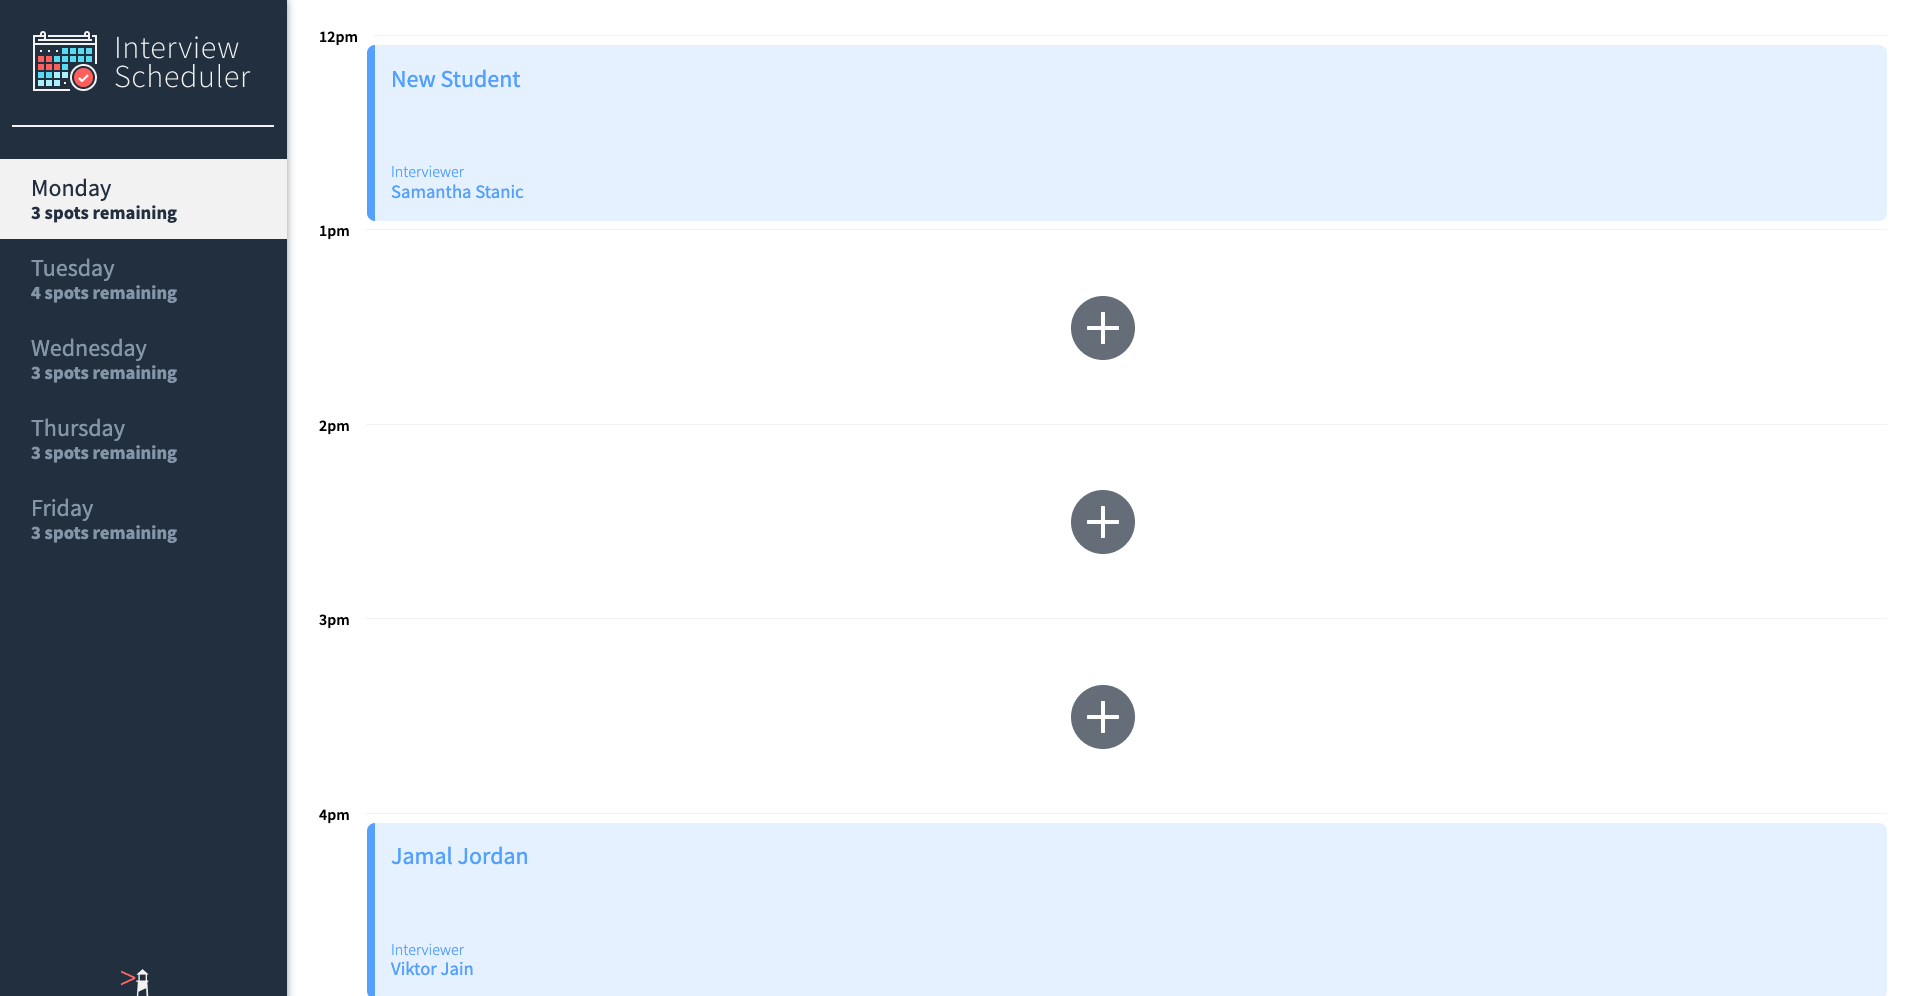 Interview
Scheduler
Monday
3 spots remaining
Tuesday
4 spots remaining
Wednesday
3 spots remaining
Thursday
3 spots remaining
Friday
3 spots remaining
12pm
New Student
Interviewer
Samantha Stanic
1pm
2pm
3pm
4pm
Jamal Jordan
Interviewer
Viktor Jain